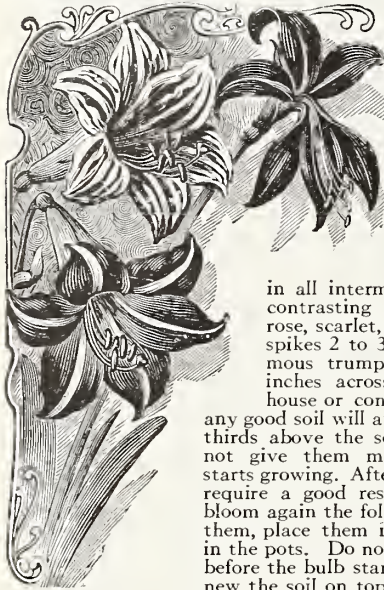 in all interm
contrasting
rose, scarlet,
spikes 2 to 3
mous trump
inches acros
house or con
any good soil will a
thirds above the so
not give them m
starts growing. Afte
require a good res
bloom again the fol
them, place them i
in the pots. Do no
before the bulb star
new the soil on top